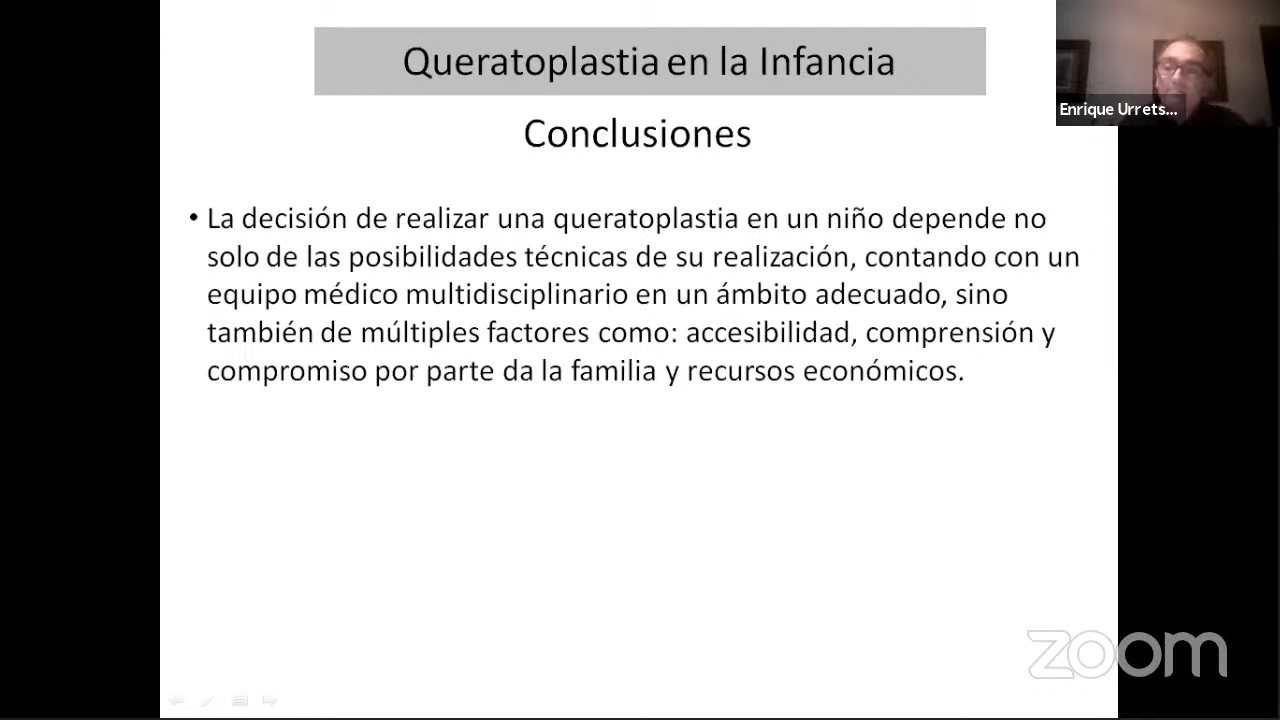 Queratoplastia en la Infancia
Enrique Urrets...
Conclusiones
• La decisión de realizar una queratoplastia en un niño depende no
solo de las posibilidades técnicas de su realización, contando con un
equipo médico multidisciplinario en un ámbito adecuado, sino
también de múltiples factores como: accesibilidad, comprensión y
compromiso por parte da la familia y recursos económicos.
zoom